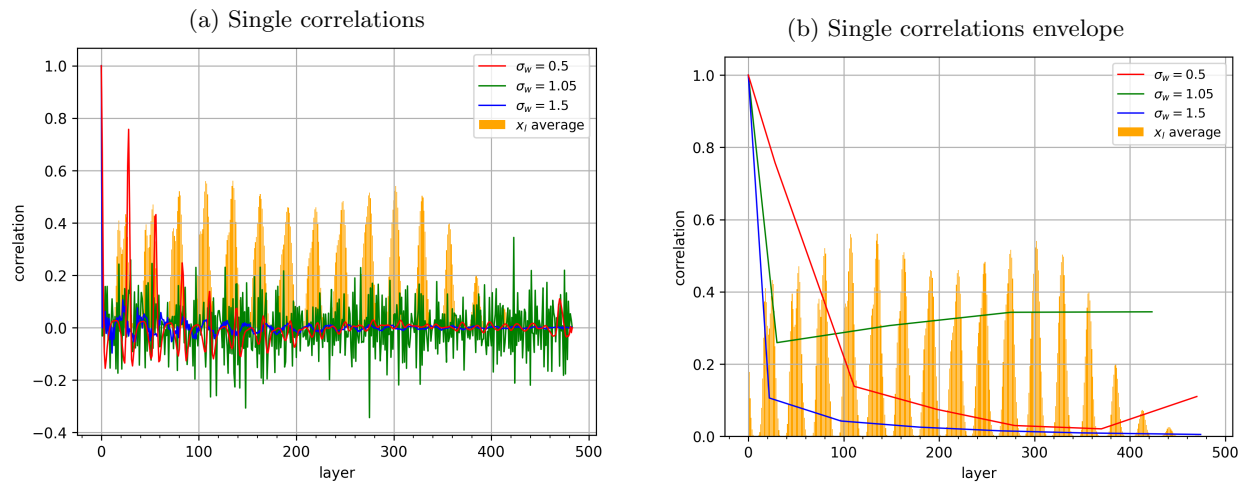 (a) Single correlations
1.0
0.8
0.6
0.4
0.2
0.0
−0.2
−0.4
correlation
0
100
200
300
400
500
layer
σw = 0.5
σw = 1.05
σw = 1.5
xl average
(b) Single correlations envelope
1.0
0.8
0.6
0.4
0.2
0.0
correlation
0
100
200
300
400
500
layer
σw = 0.5
σw = 1.05
σw = 1.5
xl average